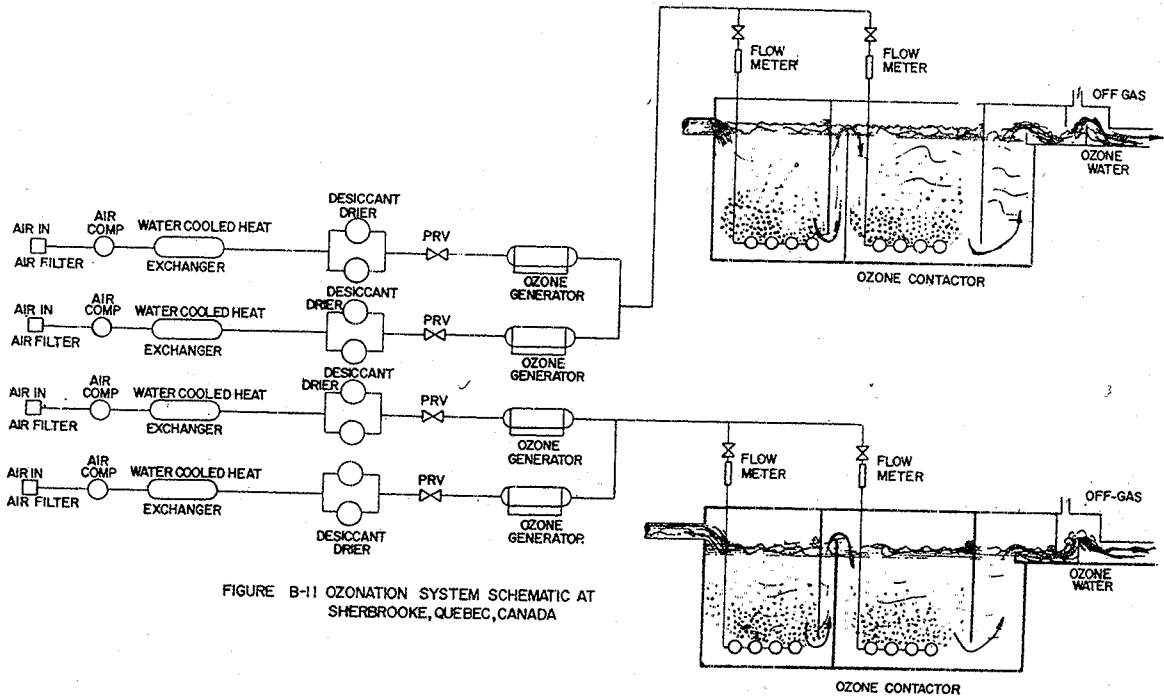 FLOW
METER
FLOW
METER
OFF GAS
OZONE
WATER
OZONE CONTACTOR
AIR IN
AIR FILTER
AIR
COMP
WATER COOLED HEAT
EXCHANGER
DESICCANT
DRIER
PRV
OZONE
GENERATOR
AIR IN
AIR FILTER
AIR
COMP
WATER COOLED HEAT
EXCHANGER
DESICCANT
DRIER
PRV
OZONE
GENERATOR
AIR IN
AIR FILTER
AIR
COMP
WATER COOLED HEAT
EXCHANGER
DESICCANT
DRIER
PRV
OZONE
GENERATOR
AIR IN
AIR FILTER
AIR
COMP
WATER COOLED HEAT
EXCHANGER
DESICCANT
DRIER
PRV
OZONE
GENERATOR
FLOW
METER
FLOW
METER
OFF-GAS
OZONE
WATER
OZONE CONTACTOR
FIGURE B-11 OZONATION SYSTEM SCHEMATIC AT
SHERBROOKE, QUEBEC, CANADA
3